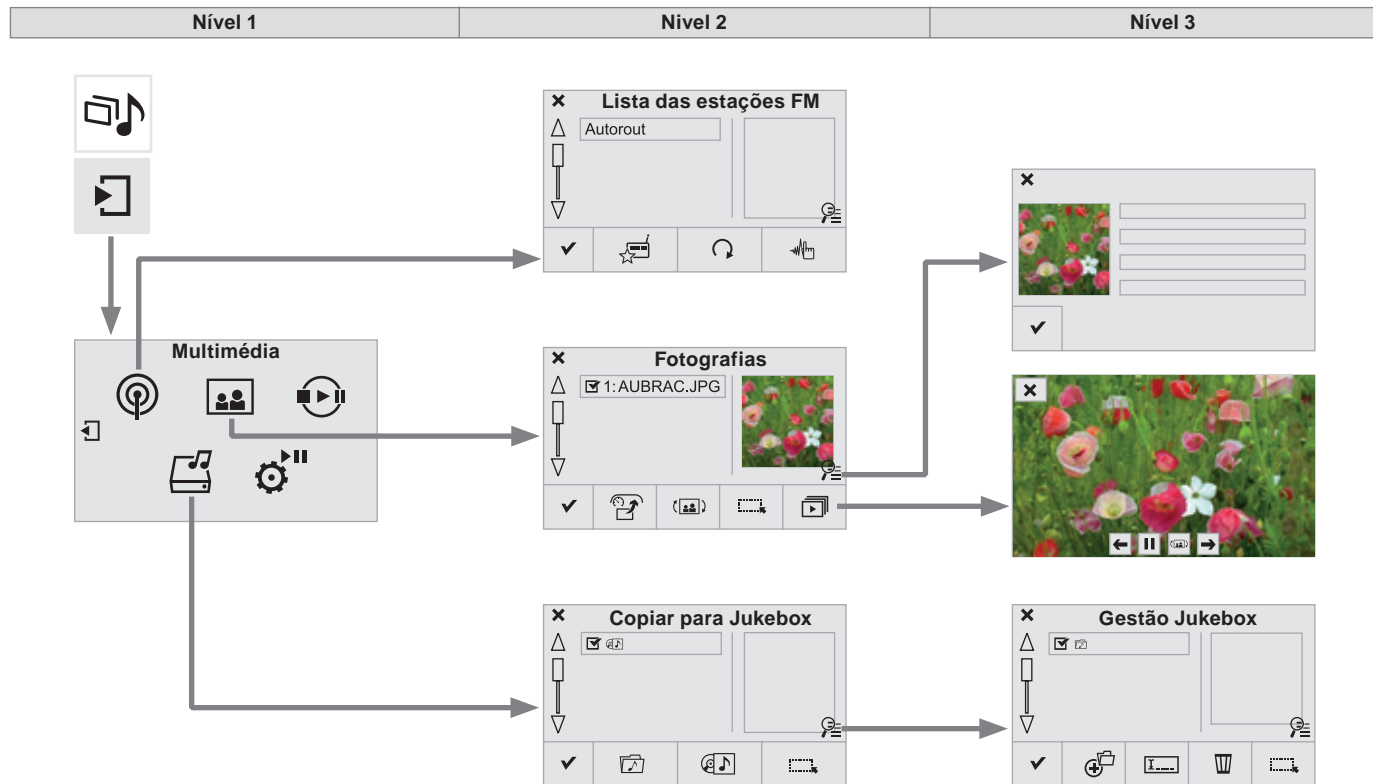 Nível 1
Nivel 2
Nível 3
Lista das estações FM
Autorout
Multimédia
Fotografias
1: AUBRAC.JPG
Copiar para Jukebox
Gestão Jukebox